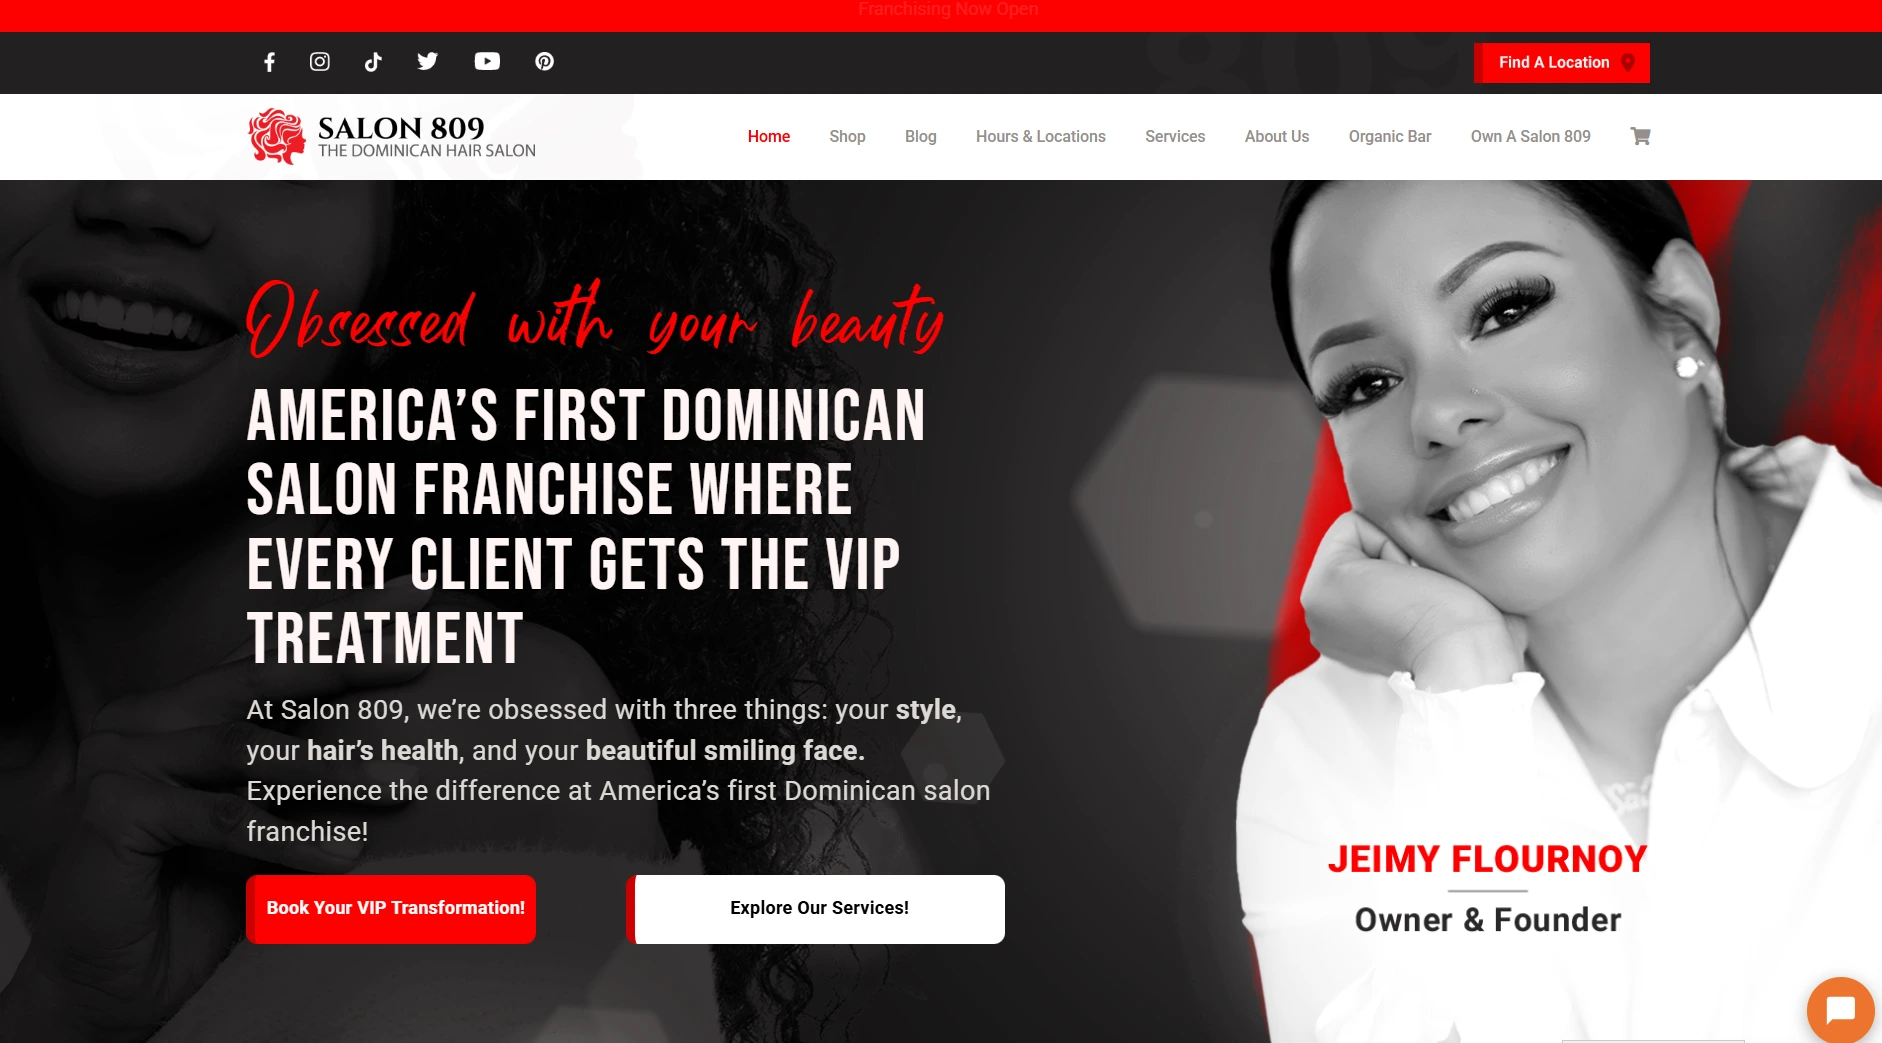 Franchising Now Open
Find A Location
SALON 809
THE DOMINICAN HAIR SALON
Home
Shop
Blog
Hours & Locations
Services
About Us
Organic Bar
Own A Salon 809
Obsessed with your beauty
AMERICA’S FIRST DOMINICAN
SALON FRANCHISE WHERE
EVERY CLIENT GETS THE VIP
TREATMENT
At Salon 809, we’re obsessed with three things: your style,
your hair’s health, and your beautiful smiling face.
Experience the difference at America’s first Dominican salon
franchise!
Book Your VIP Transformation!
Explore Our Services!
JEIMY FLOURNOY
Owner & Founder